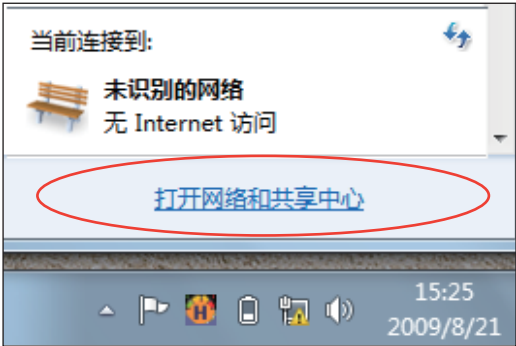 当前连接到:
未识别的网络
无 Internet 访问
打开网络和共享中心
H
15:25
2009/8/21